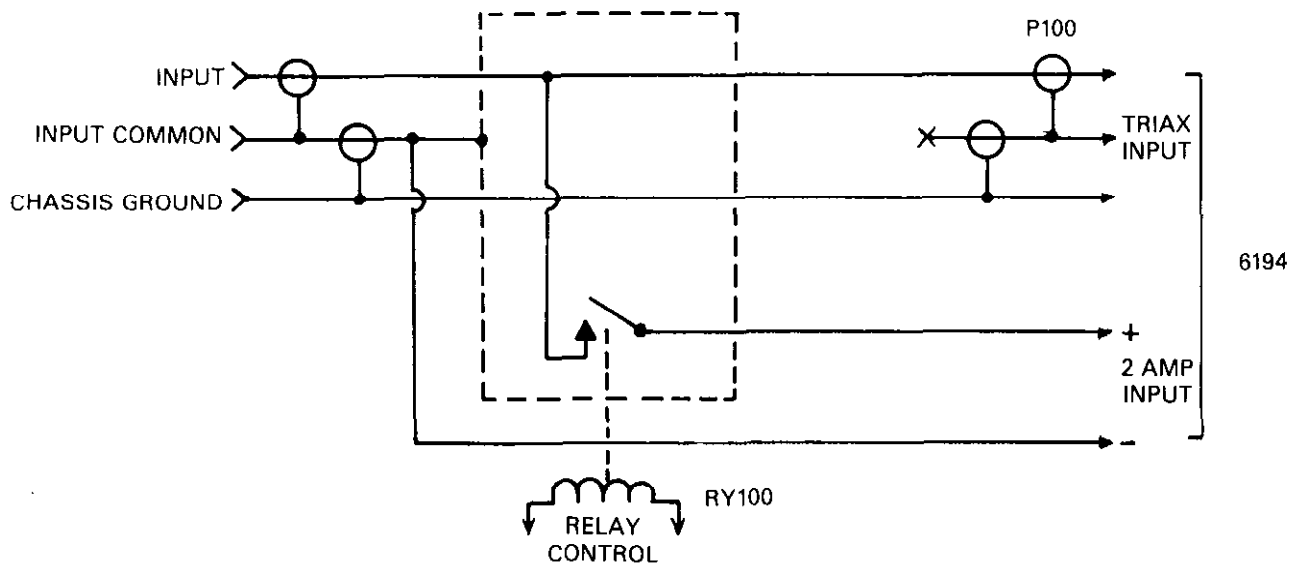 P100
INPUT
INPUT COMMON
CHASSIS GROUND
TRIAX
INPUT
6194
+
2 AMP
INPUT
-
RY100
RELAY
CONTROL